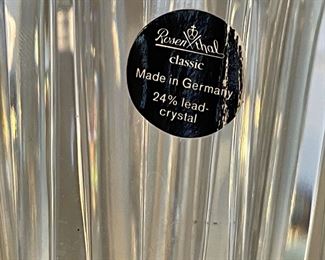 Rosenthal
classic
Made in Germany
24% lead-
crystal